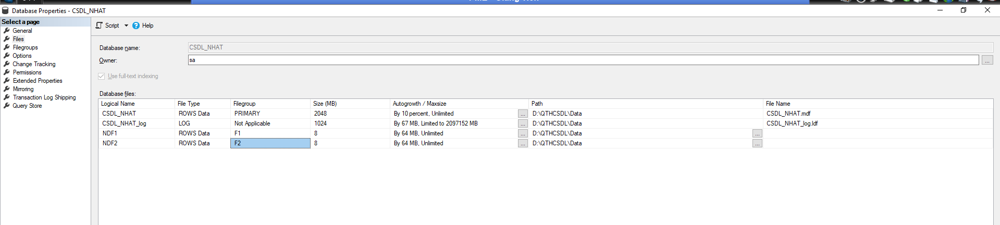 Database Properties - CSDL_NHAT
Select a page
General
Files
Filegroups
Options
Change Tracking
Permissions
Extended Properties
Mirroring
Transaction Log Shipping
Query Store
Script Help
Database name: CSDL_NHAT
Owner: sa
...
Use full-text indexing
Database files:
Logical Name File Type Filegroup Size (MB) Autogrowth / Maxsize Path File Name
CSDL_NHAT ROWS Data PRIMARY 2048 By 10 percent, Unlimited ... D:\QTHCSDL\Data CSDL_NHAT.mdf
CSDL_NHAT_log LOG Not Applicable 1024 By 67 MB, Limited to 2097152 MB ... D:\QTHCSDL\Data CSDL_NHAT_log.ldf
NDF1 ROWS Data F1 8 By 64 MB, Unlimited ... D:\QTHCSDL\Data ...
NDF2 ROWS Data F2 8 By 64 MB, Unlimited ... D:\QTHCSDL\Data ...